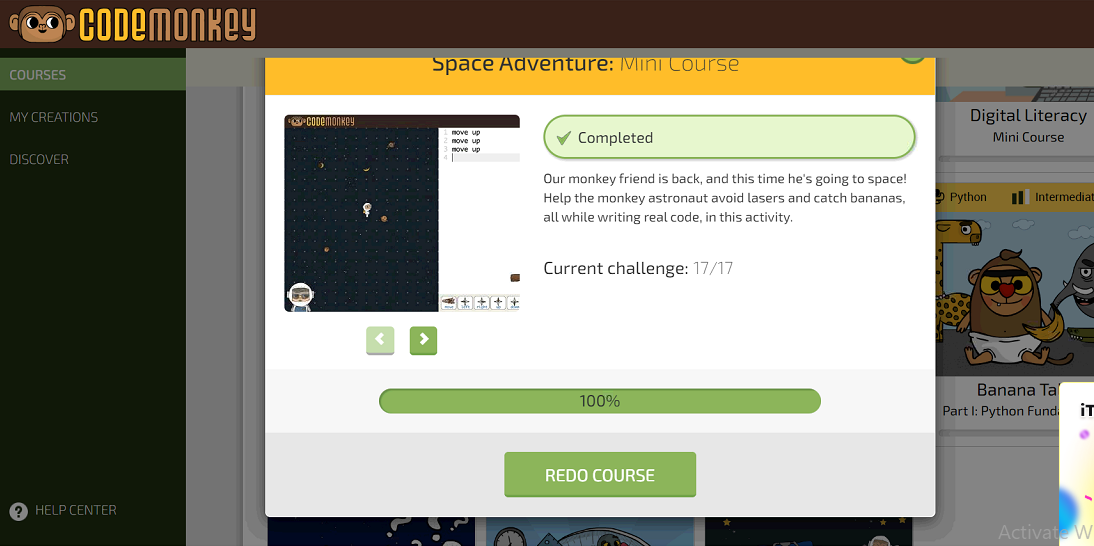 CODEMONKEY
COURSES
MY CREATIONS
DISCOVER
HELP CENTER
Space Adventure: Mini Course
CODEMONKEY
1 move up
2 move up
3 move up
4
Completed
Our monkey friend is back, and this time he's going to space!
Help the monkey astronaut avoid lasers and catch bananas,
all while writing real code, in this activity.
Current challenge: 17/17
100%
REDO COURSE
Digital Literacy
Mini Course
Python
Intermediat
Banana Ta
Part I: Python Funda
iT
Activate W